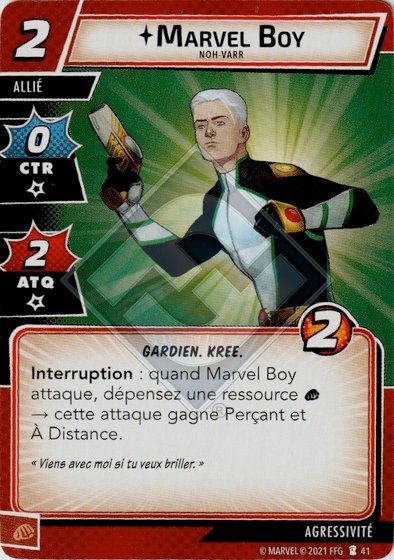 2
MARVEL BOY
NOH-VARR
ALLIÉ
0
CTR
2
ATQ
2
GARDIEN. KREE.
Interruption : quand Marvel Boy
attaque, dépensez une ressource
→ cette attaque gagne Perçant et
À Distance.
« Viens avec moi si tu veux briller. »
AGRESSIVITÉ
© MARVEL © 2021 FFG 41